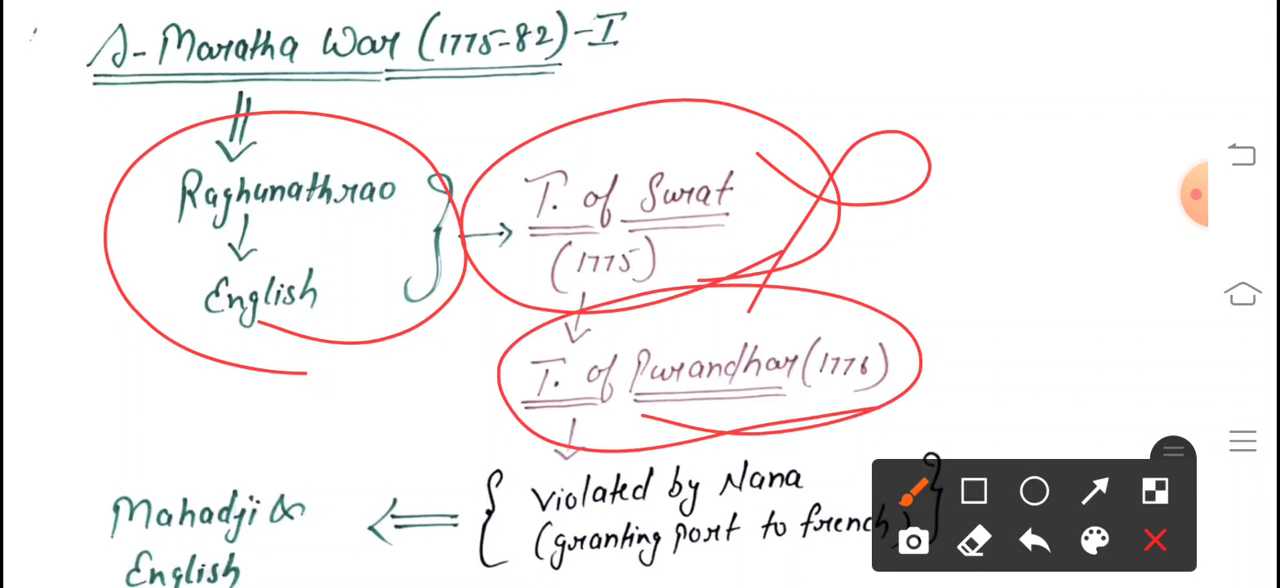 A-Maratha War (1775-82)-I
Raghunathrao
English
T. of Surat
(1775)
T. of Purandhar (1776)
Violated by Nana
(granting port to french)
Mahadji &
English